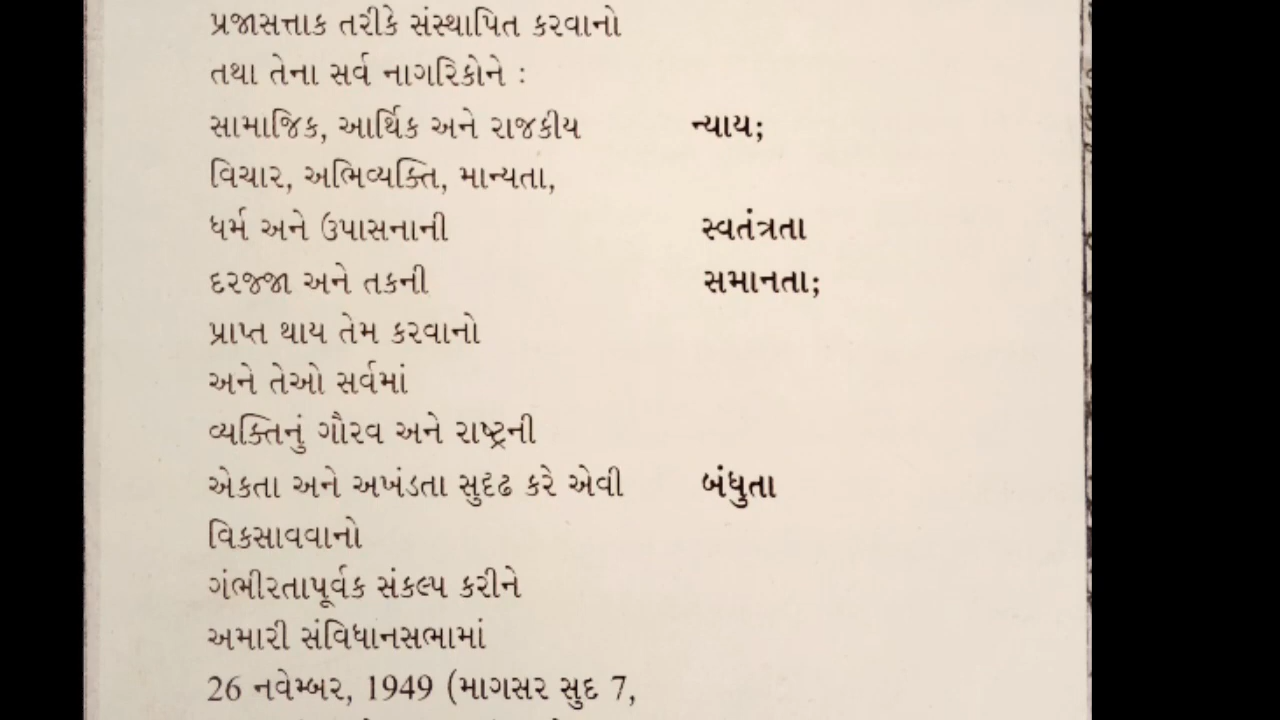 પ્રજાસત્તાક તરીકે સંસ્થાપિત કરવાનો
તથા તેના સર્વ નાગરિકોને :
સામાજિક, આર્થિક અને રાજકીય ન્યાય;
વિચાર, અભિવ્યક્તિ, માન્યતા,
ધર્મ અને ઉપાસનાની સ્વતંત્રતા
દરજ્જા અને તકની સમાનતા;
પ્રાપ્ત થાય તેમ કરવાનો
અને તેઓ સર્વમાં
વ્યક્તિનું ગૌરવ અને રાષ્ટ્રની
એકતા અને અખંડતા સુદૃઢ કરે એવી બંધુતા
વિકસાવવાનો
ગંભીરતાપૂર્વક સંકલ્પ કરીને
અમારી સંવિધાનસભામાં
26 નવેમ્બર, 1949 (માગસર સુદ 7,